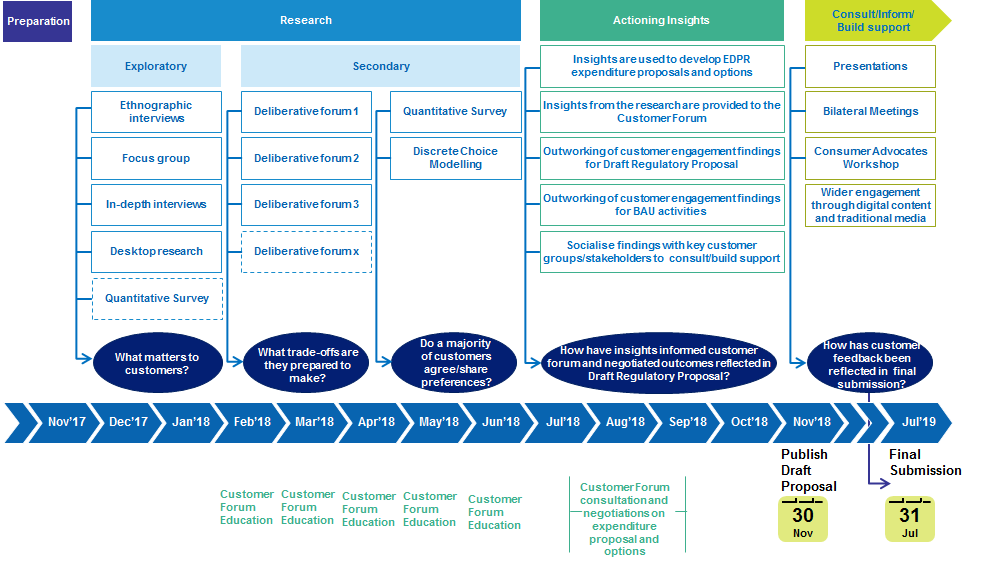 Preparation
Research
Actioning Insights
Consult/Inform/
Build support
Exploratory
Secondary
Ethnographic
interviews
Focus group
In-depth interviews
Desktop research
Quantitative Survey
Deliberative forum 1
Deliberative forum 2
Deliberative forum 3
Deliberative forum x
Quantitative Survey
Discrete Choice
Modelling
Insights are used to develop EDPR
expenditure proposals and options
Insights from the research are provided to the
Customer Forum
Outworking of customer engagement findings
for Draft Regulatory Proposal
Outworking of customer engagement findings
for BAU activities
Socialise findings with key customer
groups/stakeholders to consult/build support
Presentations
Bilateral Meetings
Consumer Advocates
Workshop
Wider engagement
through digital content
and traditional media
What matters to
customers?
What trade-offs are
they prepared to
make?
Do a majority
of customers
agree/share
preferences?
How have insights informed customer
forum and negotiated outcomes reflected in
Draft Regulatory Proposal?
How has customer
feedback been
reflected in final
submission?
Nov'17
Dec'17
Jan'18
Feb'18
Mar'18
Apr'18
May'18
Jun'18
Jul'18
Aug'18
Sep'18
Oct'18
Nov'18
Jul'19
Customer
Forum
Education
Customer
Forum
Education
Customer
Forum
Education
Customer
Forum
Education
Customer
Forum
Education
Customer Forum
consultation and
negotiations on
expenditure
proposal and
options
Publish
Draft
Proposal
30
Nov
Final
Submission
31
Jul